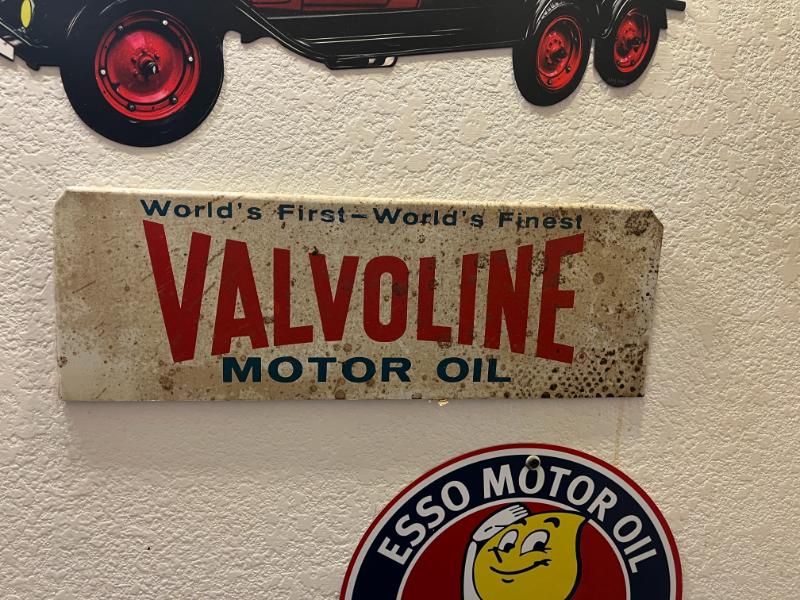 World's First–World's Finest
VALVOLINE
MOTOR OIL
ESSO MOTOR OIL